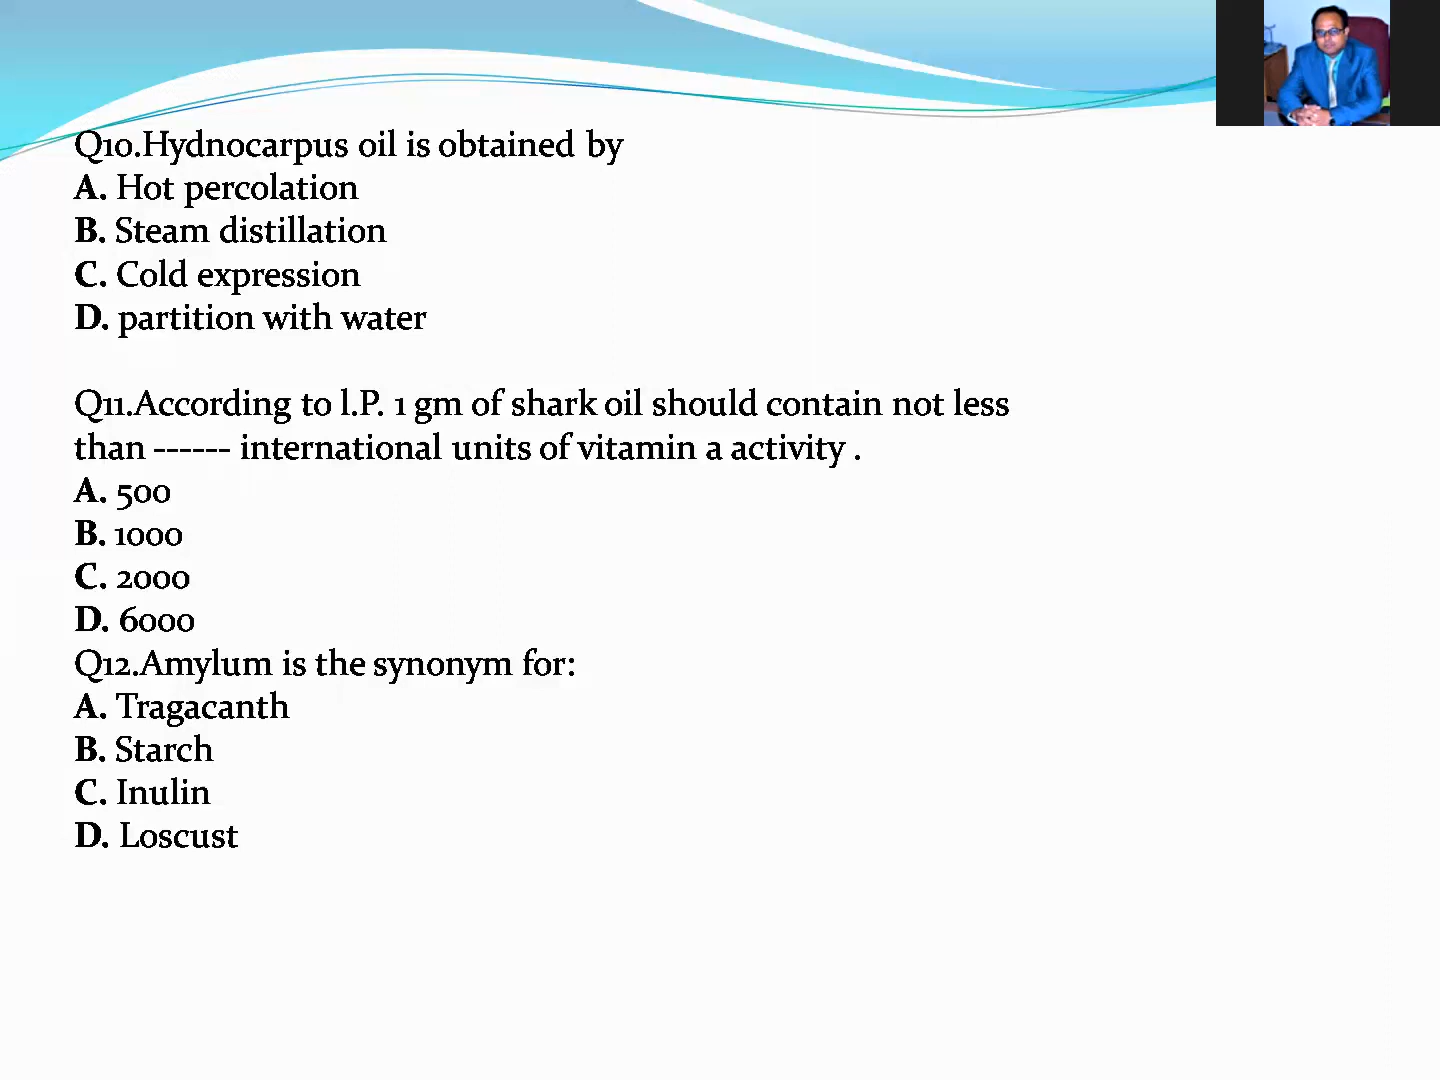 Q10.Hydnocarpus oil is obtained by
A. Hot percolation
B. Steam distillation
C. Cold expression
D. partition with water
Q11.According to l.P. 1 gm of shark oil should contain not less
than ------ international units of vitamin a activity .
A. 500
B. 1000
C. 2000
D. 6000
Q12.Amylum is the synonym for:
A. Tragacanth
B. Starch
C. Inulin
D. Loscust